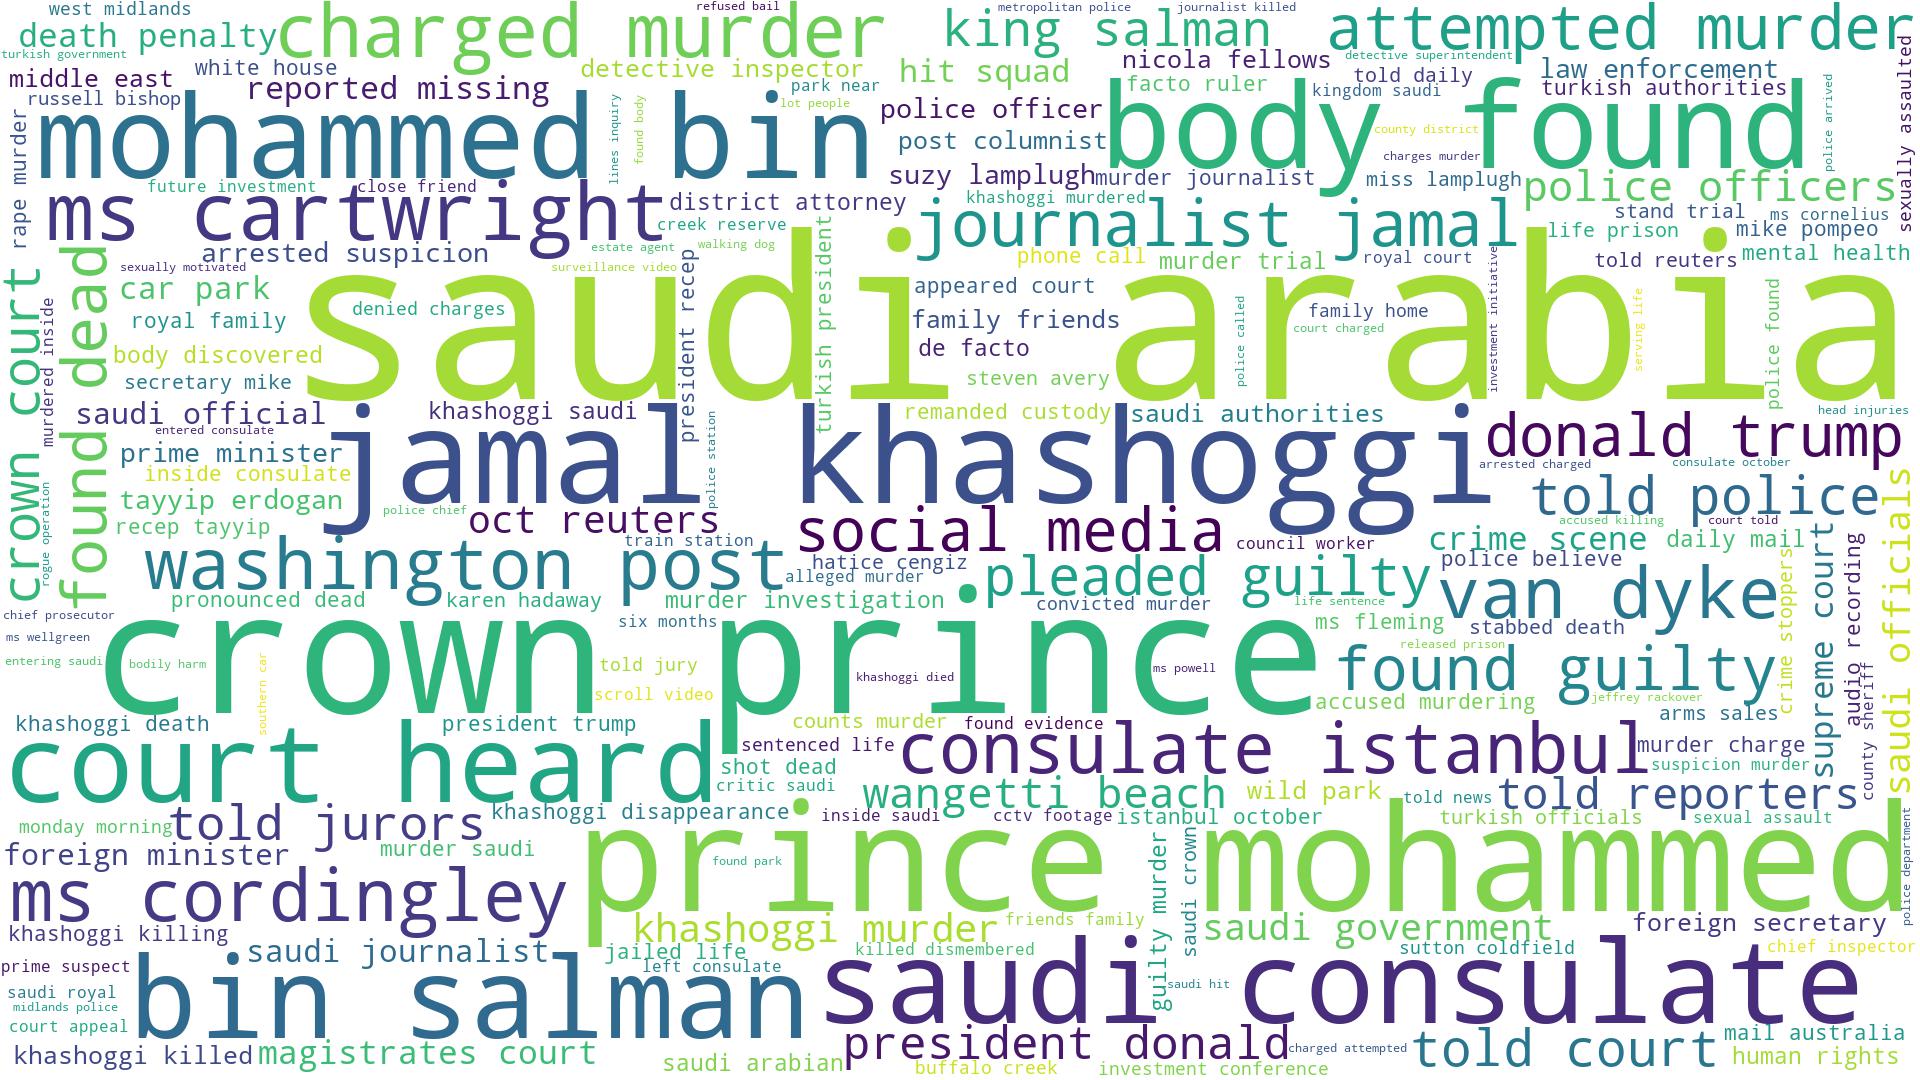 west midlands
refused bail
metropolitan police
journalist killed
death penalty
charged murder
king salman
attempted murder
turkish government
white house
detective inspector
hit squad
nicola fellows
detective superintendent
law enforcement
middle east
reported missing
park near
facto ruler
told daily
turkish authorities
sexually assaulted
russell bishop
lot people
police officer
kingdom saudi
rape murder
mohammed bin
lines inquiry
found body
post columnist
body found
county district
police arrived
charges murder
suzy lamplugh
murder journalist
miss lamplugh
police officers
future investment
close friend
khashoggi murdered
ms cartwright
district attorney
journalist jamal
stand trial
ms cornelius
creek reserve
life prison
mike pompeo
arrested suspicion
estate agent
walking dog
phone call
murder trial
royal court
told reuters
mental health
sexually motivated
surveillance video
president recep
turkish president
investment initiative
crown court
found dead
murdered inside
car park
saudi arabia
appeared court
denied charges
royal family
family friends
family home
court charged
police called
serving life
police found
body discovered
de facto
secretary mike
steven avery
saudi official
khashoggi saudi
remanded custody
saudi authorities
head injuries
entered consulate
jamal khashoggi
donald trump
prime minister
arrested charged
consulate october
inside consulate
police station
tayyip erdogan
told police
recep tayyip
police chief
oct reuters
social media
accused killing
court told
rogue operation
train station
council worker
crime scene
daily mail
washington post
hatice cengiz
police believe
alleged murder
pleaded guilty
van dyke
crime stoppers
supreme court
audio recording
saudi officials
pronounced dead
karen hadaway
murder investigation
convicted murder
life sentence
chief prosecutor
six months
ms fleming
stabbed death
ms wellgreen
crown prince
released prison
entering saudi
bodily harm
southern car
told jury
khashoggi died
ms powell
found guilty
scroll video
accused murdering
jeffrey rackover
county sheriff
khashoggi death
president trump
counts murder
found evidence
arms sales
court heard
sentenced life
consulate istanbul
murder charge
shot dead
suspicion murder
critic saudi
wangetti beach
wild park
told news
told reporters
khashoggi disappearance
inside saudi
cctv footage
istanbul october
turkish officials
sexual assault
monday morning
told jurors
police department
foreign minister
murder saudi
found park
prince mohammed
guilty murder
saudi crown
ms cordingley
khashoggi murder
friends family
saudi government
foreign secretary
khashoggi killing
saudi journalist
jailed life
killed dismembered
sutton coldfield
chief inspector
prime suspect
left consulate
bin salman
saudi consulate
saudi hit
saudi royal
midlands police
court appeal
khashoggi killed
magistrates court
saudi arabian
president donald
charged attempted
told court
mail australia
buffalo creek
investment conference
human rights